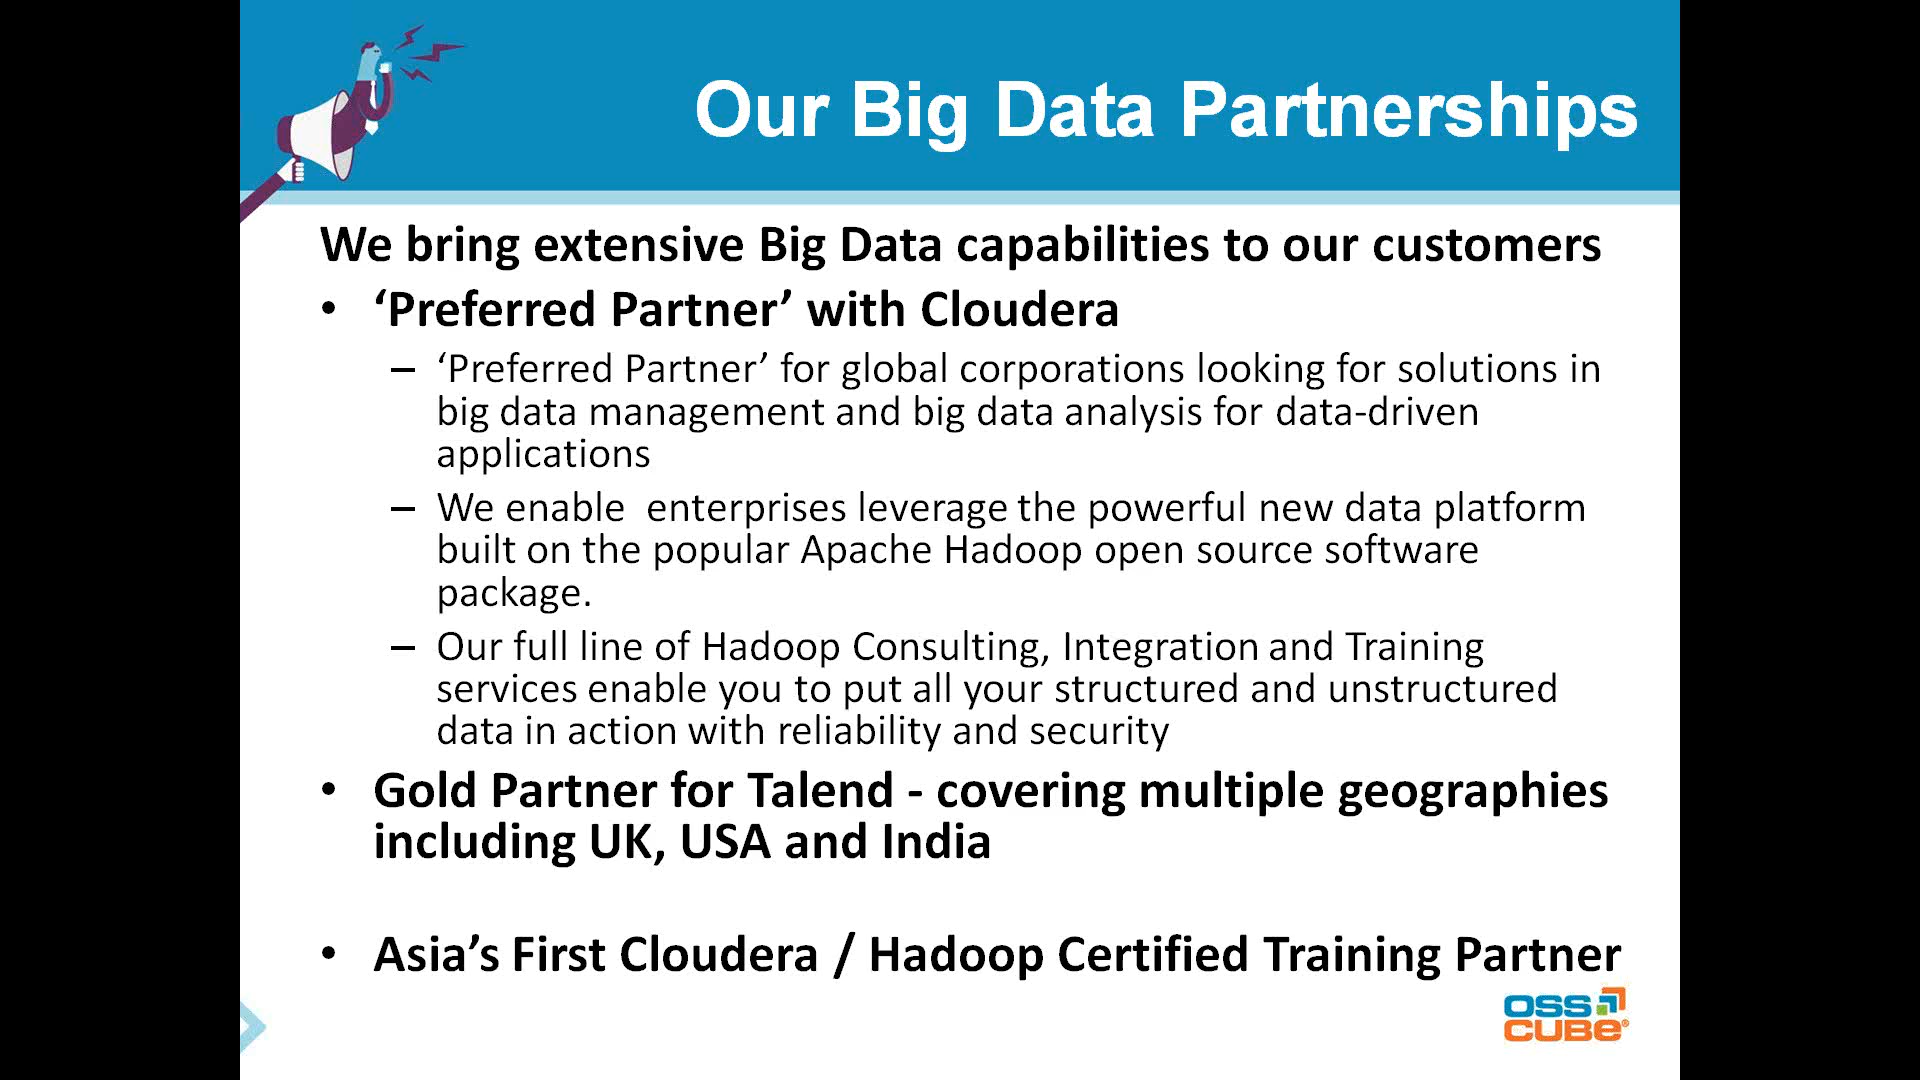 Our Big Data Partnerships
We bring extensive Big Data capabilities to our customers
• ‘Preferred Partner’ with Cloudera
– ‘Preferred Partner’ for global corporations looking for solutions in
big data management and big data analysis for data-driven
applications
– We enable  enterprises leverage the powerful new data platform
built on the popular Apache Hadoop open source software
package.
– Our full line of Hadoop Consulting, Integration and Training
services enable you to put all your structured and unstructured
data in action with reliability and security
• Gold Partner for Talend - covering multiple geographies
including UK, USA and India
• Asia’s First Cloudera / Hadoop Certified Training Partner
OSS
CUBE®